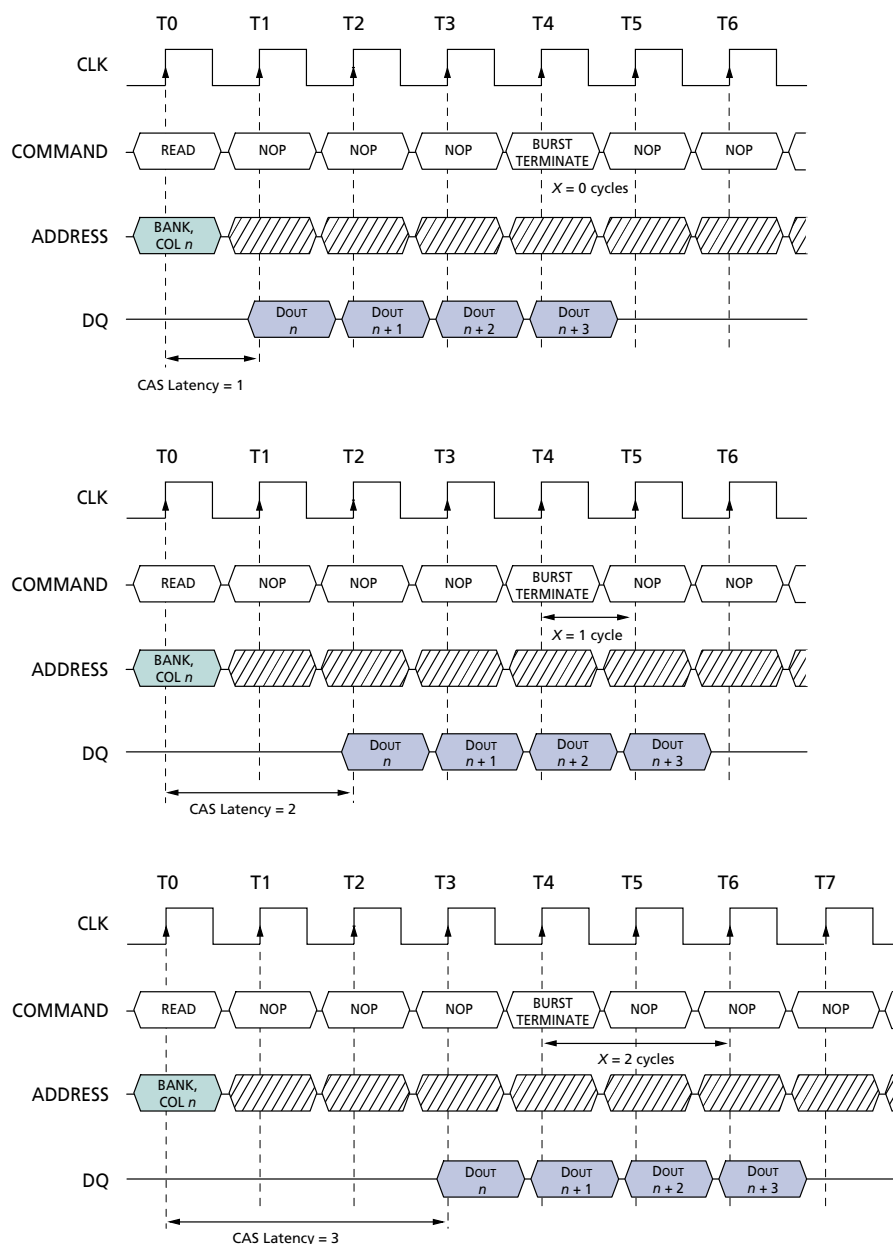 T0 T1 T2 T3 T4 T5 T6
CLK
COMMAND READ NOP NOP NOP BURST TERMINATE NOP NOP
X = 0 cycles
ADDRESS BANK, COL n
DQ DOUT n DOUT n + 1 DOUT n + 2 DOUT n + 3
CAS Latency = 1
T0 T1 T2 T3 T4 T5 T6
CLK
COMMAND READ NOP NOP NOP BURST TERMINATE NOP NOP
X = 1 cycle
ADDRESS BANK, COL n
DQ DOUT n DOUT n + 1 DOUT n + 2 DOUT n + 3
CAS Latency = 2
T0 T1 T2 T3 T4 T5 T6 T7
CLK
COMMAND READ NOP NOP NOP BURST TERMINATE NOP NOP NOP
X = 2 cycles
ADDRESS BANK, COL n
DQ DOUT n DOUT n + 1 DOUT n + 2 DOUT n + 3
CAS Latency = 3